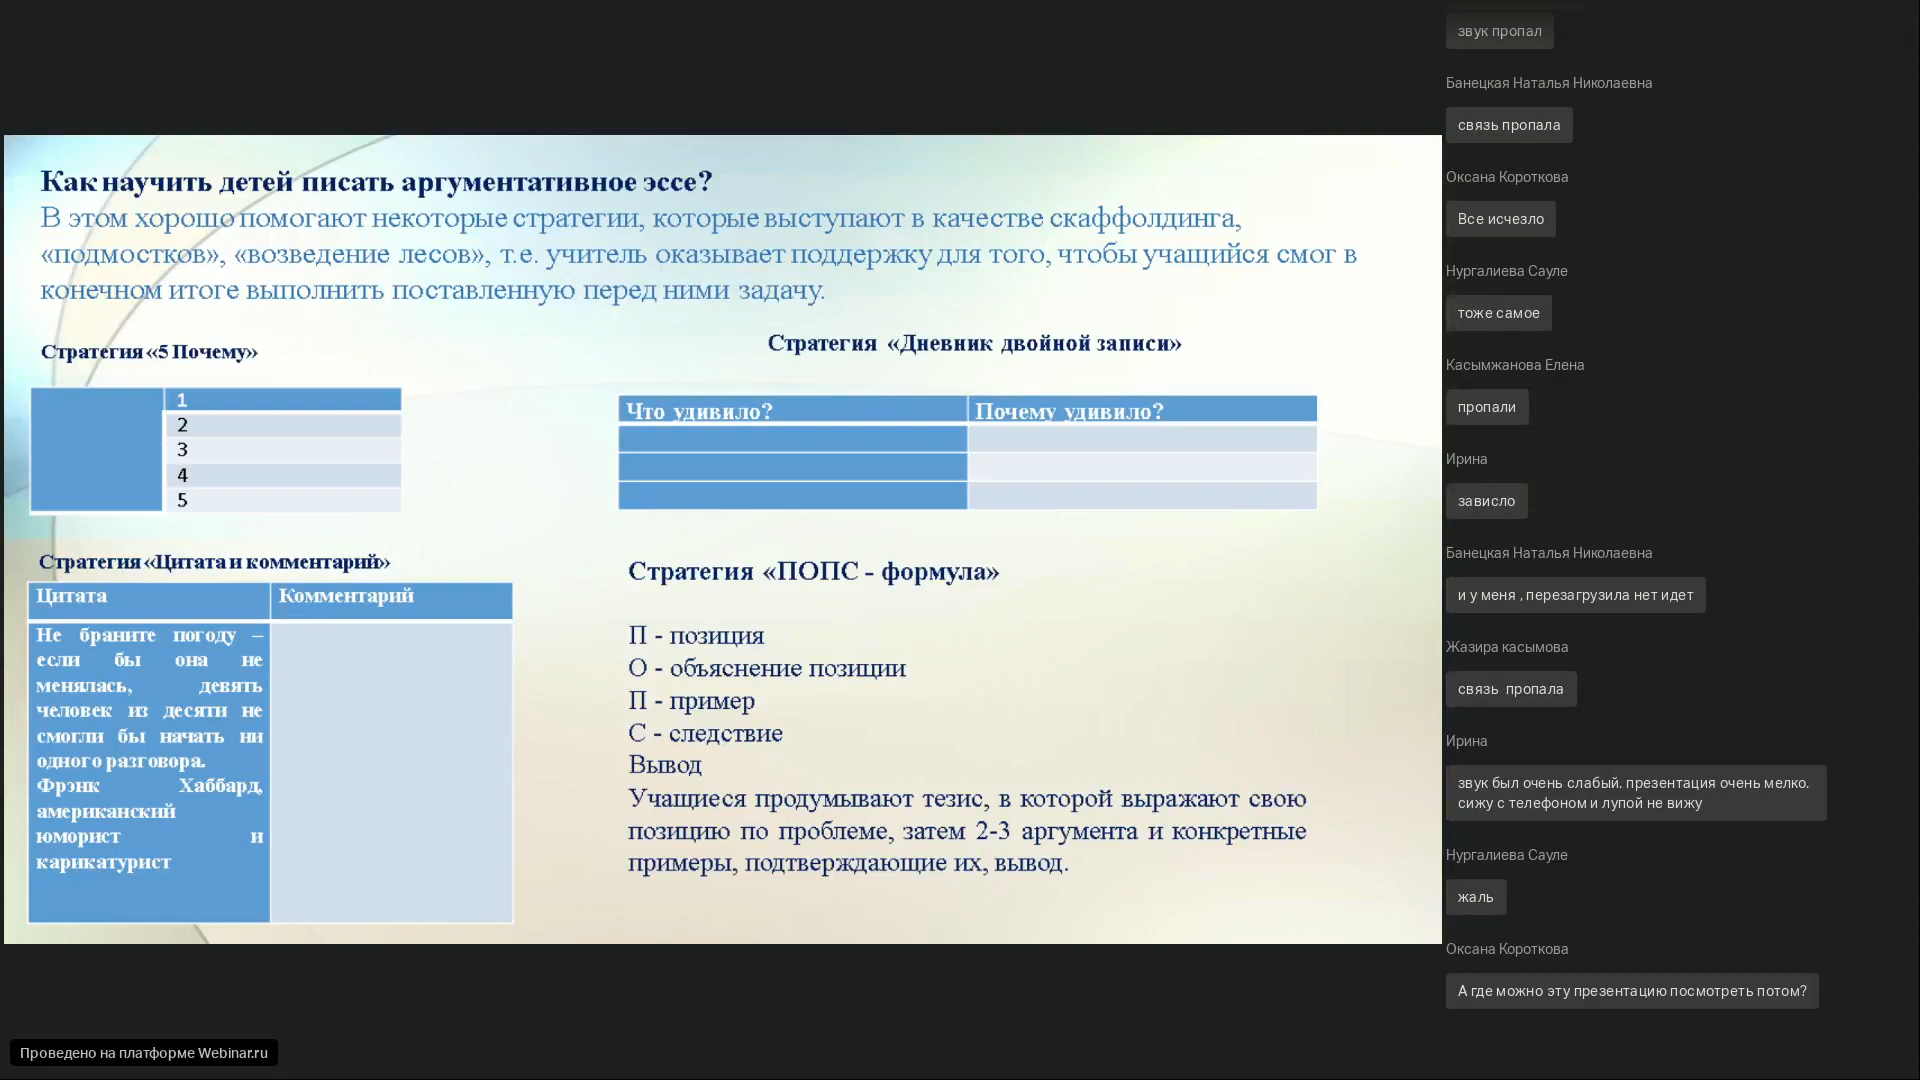 Как научить детей писать аргументативное эссе?
В этом хорошо помогают некоторые стратегии, которые выступают в качестве скаффолдинга,
«подмостков», «возведение лесов», т.е. учитель оказывает поддержку для того, чтобы учащийся смог в
конечном итоге выполнить поставленную перед ними задачу.
Стратегия «5 Почему»
1
2
3
4
5
Стратегия «Дневник двойной записи»
Что удивило? Почему удивило?
Стратегия «Цитата и комментарий»
Цитата Комментарий
Не браните погоду –
если бы она не
менялась, девять
человек из десяти не
смогли бы начать ни
одного разговора.
Фрэнк Хаббард,
американский
юморист и
карикатурист
Стратегия «ПОПС - формула»
П - позиция
О - объяснение позиции
П - пример
С - следствие
Вывод
Учащиеся продумывают тезис, в которой выражают свою
позицию по проблеме, затем 2-3 аргумента и конкретные
примеры, подтверждающие их, вывод.
звук пропал
Банецкая Наталья Николаевна
связь пропала
Оксана Короткова
Все исчезло
Нургалиева Сауле
тоже самое
Касымжанова Елена
пропали
Ирина
зависло
Банецкая Наталья Николаевна
и у меня , перезагрузила нет идет
Жазира касымова
связь пропала
Ирина
звук был очень слабый. презентация очень мелко.
сижу с телефоном и лупой не вижу
Нургалиева Сауле
жаль
Оксана Короткова
А где можно эту презентацию посмотреть потом?
Проведено на платформе Webinar.ru